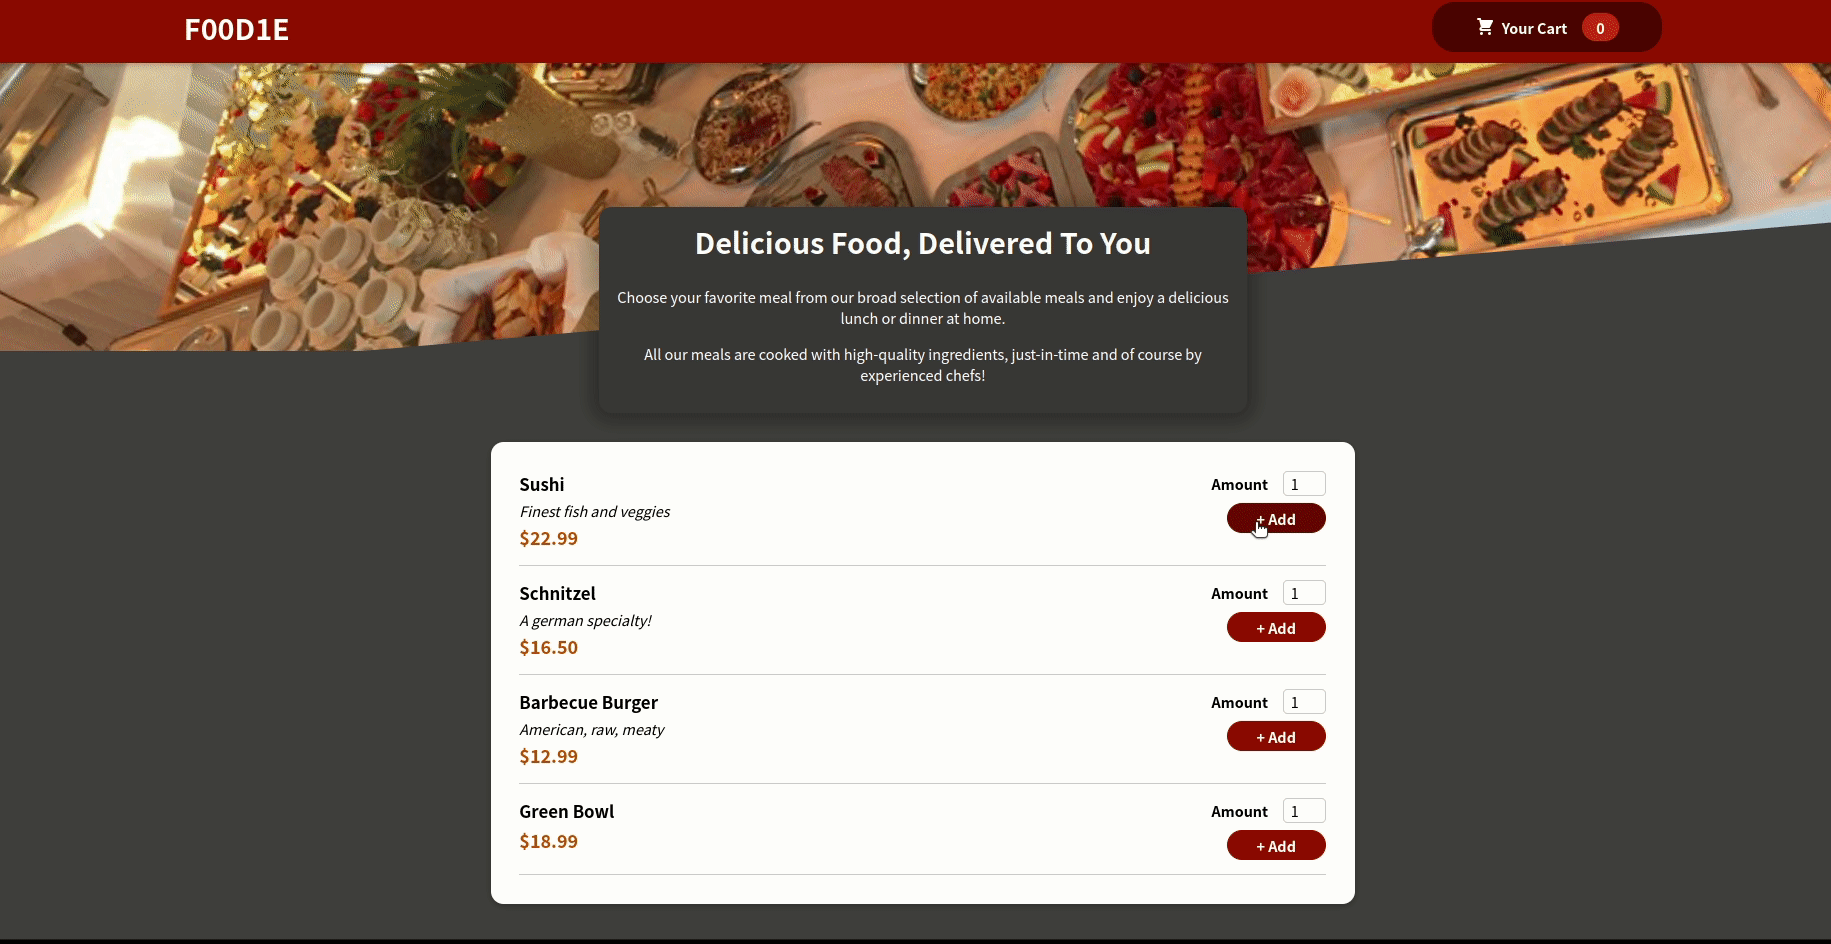 F00D1E
Your Cart 0
Delicious Food, Delivered To You
Choose your favorite meal from our broad selection of available meals and enjoy a delicious
lunch or dinner at home.
All our meals are cooked with high-quality ingredients, just-in-time and of course by
experienced chefs!
Sushi
Finest fish and veggies
$22.99
Amount 1
+ Add
Schnitzel
A german specialty!
$16.50
Amount 1
+ Add
Barbecue Burger
American, raw, meaty
$12.99
Amount 1
+ Add
Green Bowl
$18.99
Amount 1
+ Add